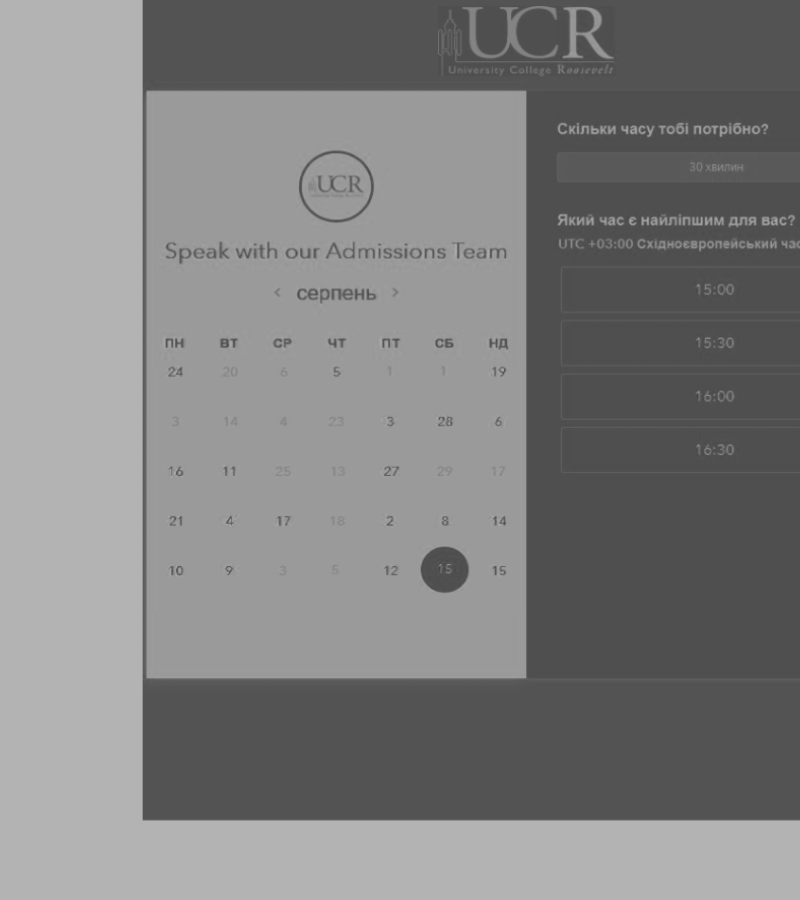 UCR
University College Roosevelt
Скільки часу тобі потрібно?
30 хвилин
UCR
Який час є найліпшим для вас?
UTC +03:00 Східноєвропейський час
Speak with our Admissions Team
< серпень >
15:00
ПН ВТ СР ЧТ ПТ СБ НД
15:30
24 20 6 5 1 1 19
16:00
3 14 4 23 3 28 6
16:30
16 11 25 13 27 29 17
21 4 17 18 2 8 14
10 9 3 5 12 15 15